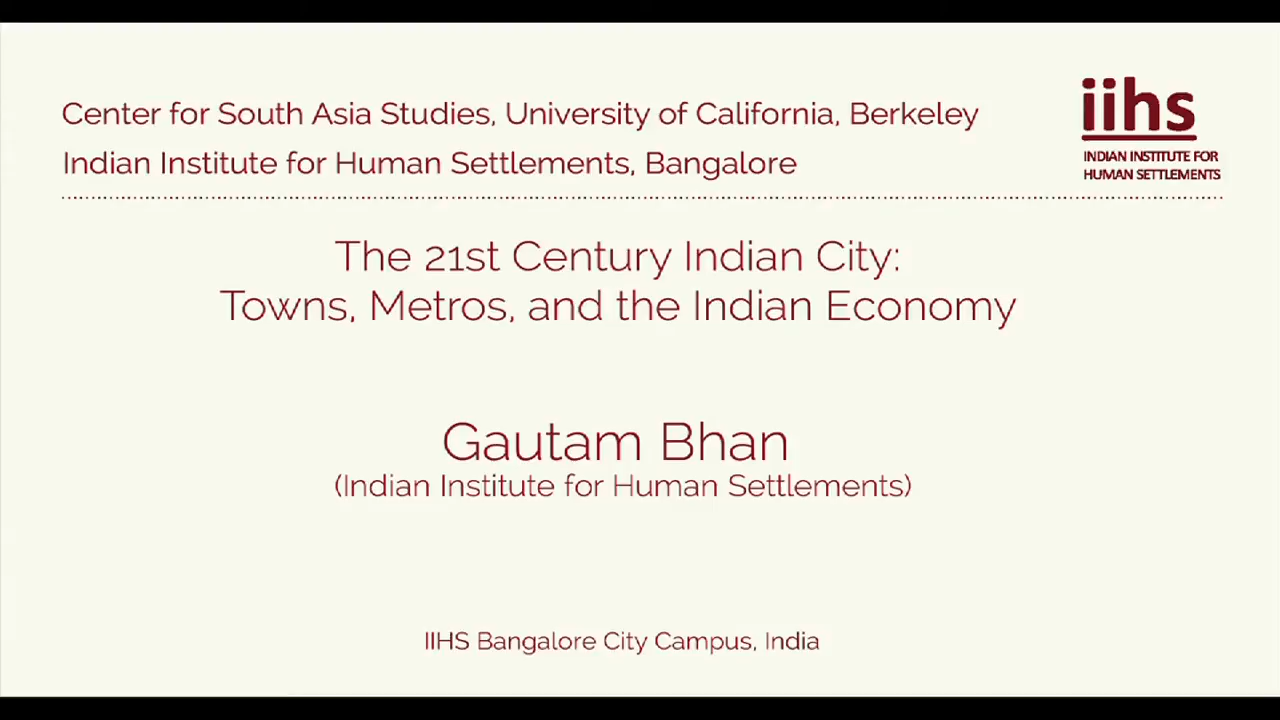 Center for South Asia Studies, University of California, Berkeley
Indian Institute for Human Settlements, Bangalore
iihs
INDIAN INSTITUTE FOR
HUMAN SETTLEMENTS
The 21st Century Indian City:
Towns, Metros, and the Indian Economy
Gautam Bhan
(Indian Institute for Human Settlements)
IIHS Bangalore City Campus, India